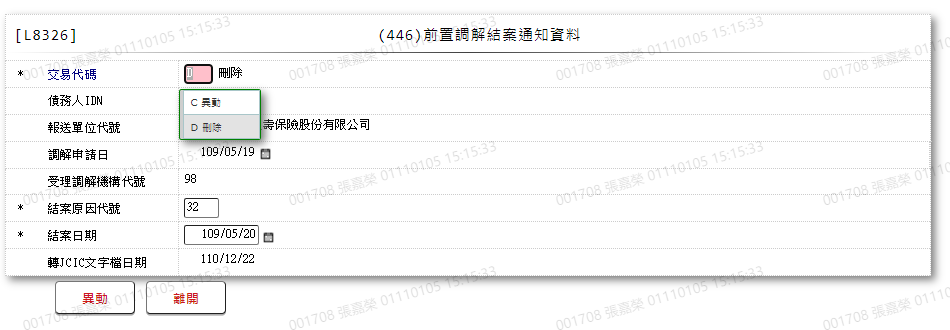 [L8326] (446)前置調解結案通知資料
* 交易代碼 D 刪除
債務人IDN
C 異動
報送單位代號 壽保險股份有限公司
D 刪除
調解申請日 109/05/19
受理調解機構代號 98
* 結案原因代號 32
* 結案日期 109/05/20
轉JCIC文字檔日期 110/12/22
異動 離開
001708 張嘉榮 01110105 15:15:33